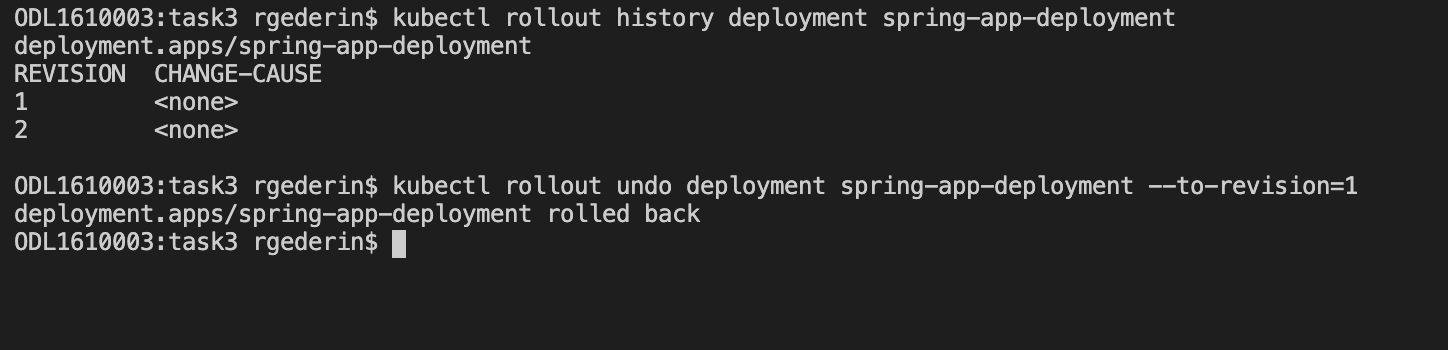 ODL1610003:task3 rgederin$ kubectl rollout history deployment spring-app-deployment
deployment.apps/spring-app-deployment
REVISION  CHANGE-CAUSE
1         <none>
2         <none>
ODL1610003:task3 rgederin$ kubectl rollout undo deployment spring-app-deployment --to-revision=1
deployment.apps/spring-app-deployment rolled back
ODL1610003:task3 rgederin$